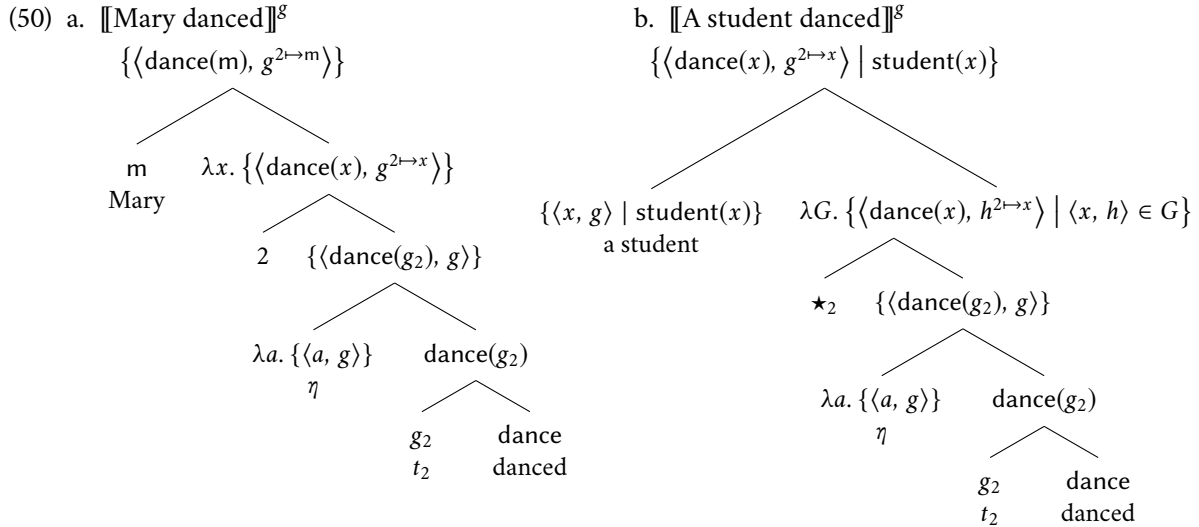 (50) a. ⟦Mary danced⟧^g b. ⟦A student danced⟧^g
{⟨dance(m), g^{2↦m}⟩} {⟨dance(x), g^{2↦x}⟩ | student(x)}
m λx. {⟨dance(x), g^{2↦x}⟩}
Mary
{⟨x, g⟩ | student(x)} λG. {⟨dance(x), h^{2↦x}⟩ | ⟨x, h⟩ ∈ G}
a student
2 {⟨dance(g₂), g⟩}
★₂ {⟨dance(g₂), g⟩}
λa. {⟨a, g⟩} dance(g₂)
η
λa. {⟨a, g⟩} dance(g₂)
η
g₂ dance
t₂ danced
g₂ dance
t₂ danced